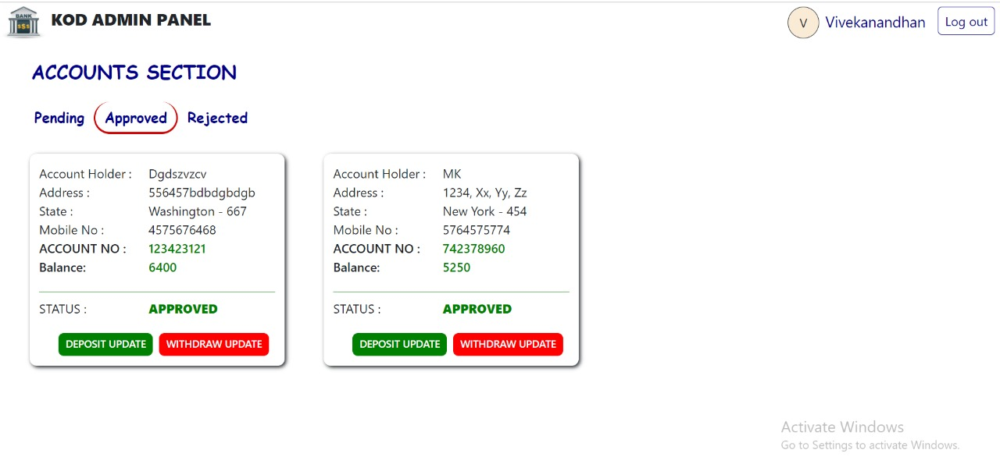 BANK
$$$
KOD ADMIN PANEL
V
Vivekanandhan
Log out
ACCOUNTS SECTION
Pending Approved Rejected
Account Holder : Dgdszvzcv
Address : 556457bdbdgbdgb
State : Washington - 667
Mobile No : 4575676468
ACCOUNT NO : 123423121
Balance: 6400
STATUS : APPROVED
DEPOSIT UPDATE WITHDRAW UPDATE
Account Holder : MK
Address : 1234, Xx, Yy, Zz
State : New York - 454
Mobile No : 5764575774
ACCOUNT NO : 742378960
Balance: 5250
STATUS : APPROVED
DEPOSIT UPDATE WITHDRAW UPDATE
Activate Windows
Go to Settings to activate Windows.